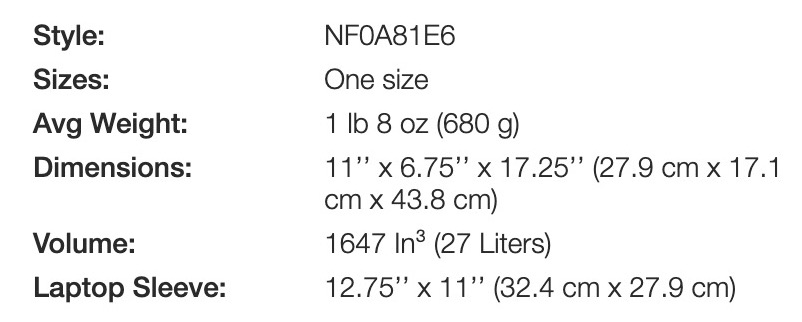 Style: NF0A81E6
Sizes: One size
Avg Weight: 1 lb 8 oz (680 g)
Dimensions: 11’’ x 6.75’’ x 17.25’’ (27.9 cm x 17.1
cm x 43.8 cm)
Volume: 1647 In³ (27 Liters)
Laptop Sleeve: 12.75’’ x 11’’ (32.4 cm x 27.9 cm)